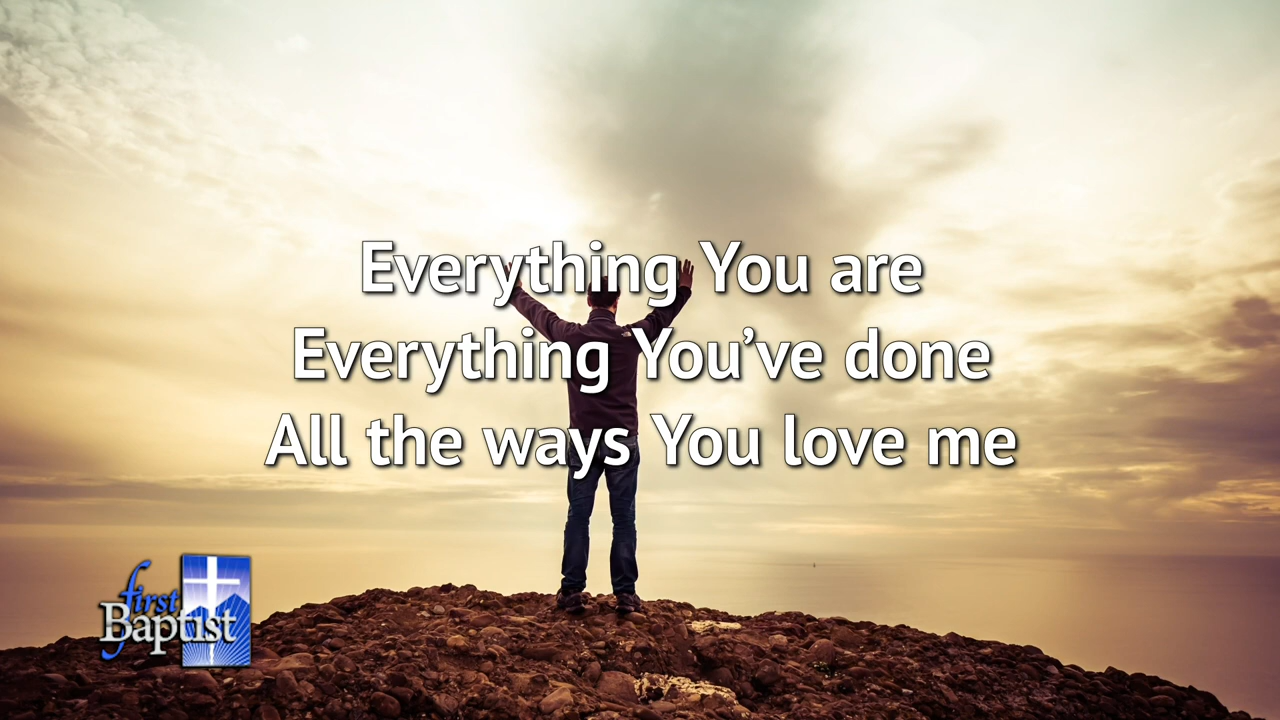 Everything You are
Everything You’ve done
All the ways You love me
first
Baptist